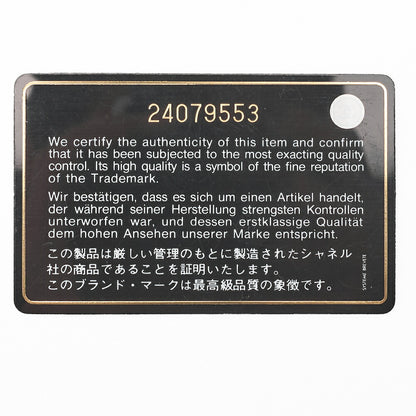 24079553
We certify the authenticity of this item and confirm
that it has been subjected to the most exacting quality
control. Its high quality is a symbol of the fine reputation
of the Trademark.
Wir bestätigen, dass es sich um einen Artikel handelt,
der während seiner Herstellung strengsten Kontrollen
unterworfen war, und dessen erstklassige Qualität
dem hohen Ansehen unserer Marke entspricht.
この製品は厳しい管理のもとに製造されたシャネル
社の商品であることを証明いたします。
このブランド・マークは最高級品質の象徴です。
SYSTEME BREVETE